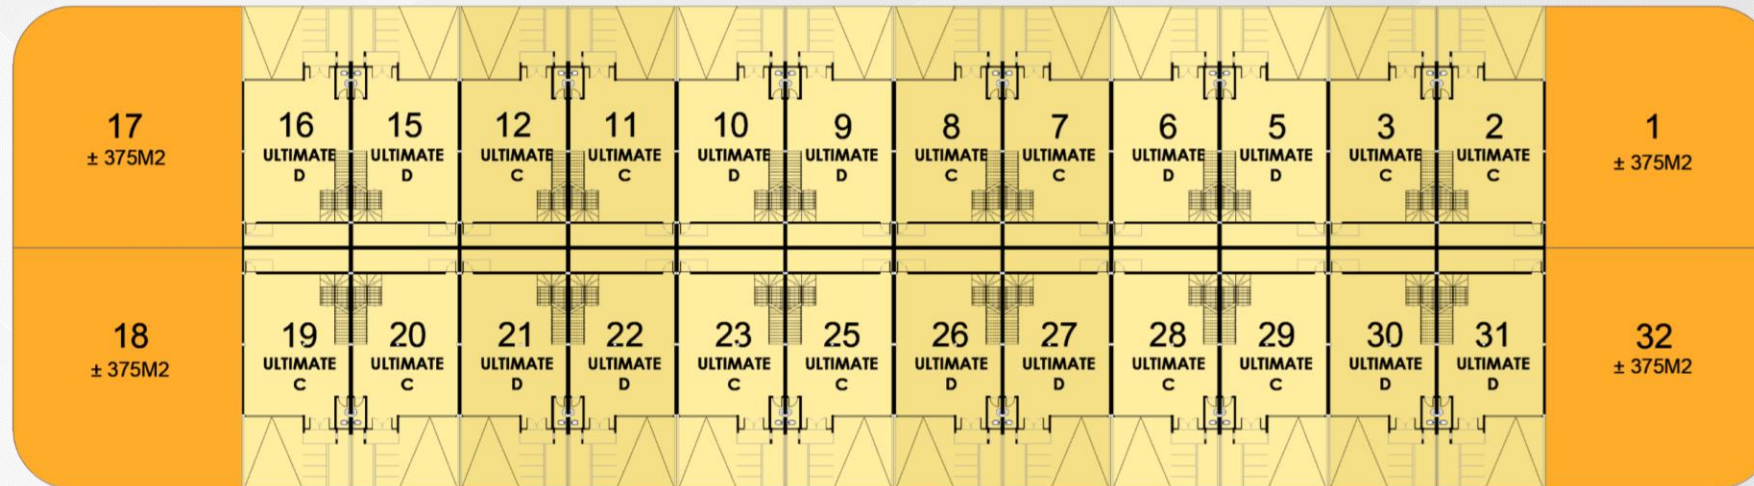 17
± 375M2
16
ULTIMATE
D
15
ULTIMATE
D
12
ULTIMATE
C
11
ULTIMATE
C
10
ULTIMATE
D
9
ULTIMATE
D
8
ULTIMATE
C
7
ULTIMATE
C
6
ULTIMATE
D
5
ULTIMATE
D
3
ULTIMATE
C
2
ULTIMATE
C
1
± 375M2
18
± 375M2
19
ULTIMATE
C
20
ULTIMATE
C
21
ULTIMATE
D
22
ULTIMATE
D
23
ULTIMATE
C
25
ULTIMATE
C
26
ULTIMATE
D
27
ULTIMATE
D
28
ULTIMATE
C
29
ULTIMATE
C
30
ULTIMATE
D
31
ULTIMATE
D
32
± 375M2